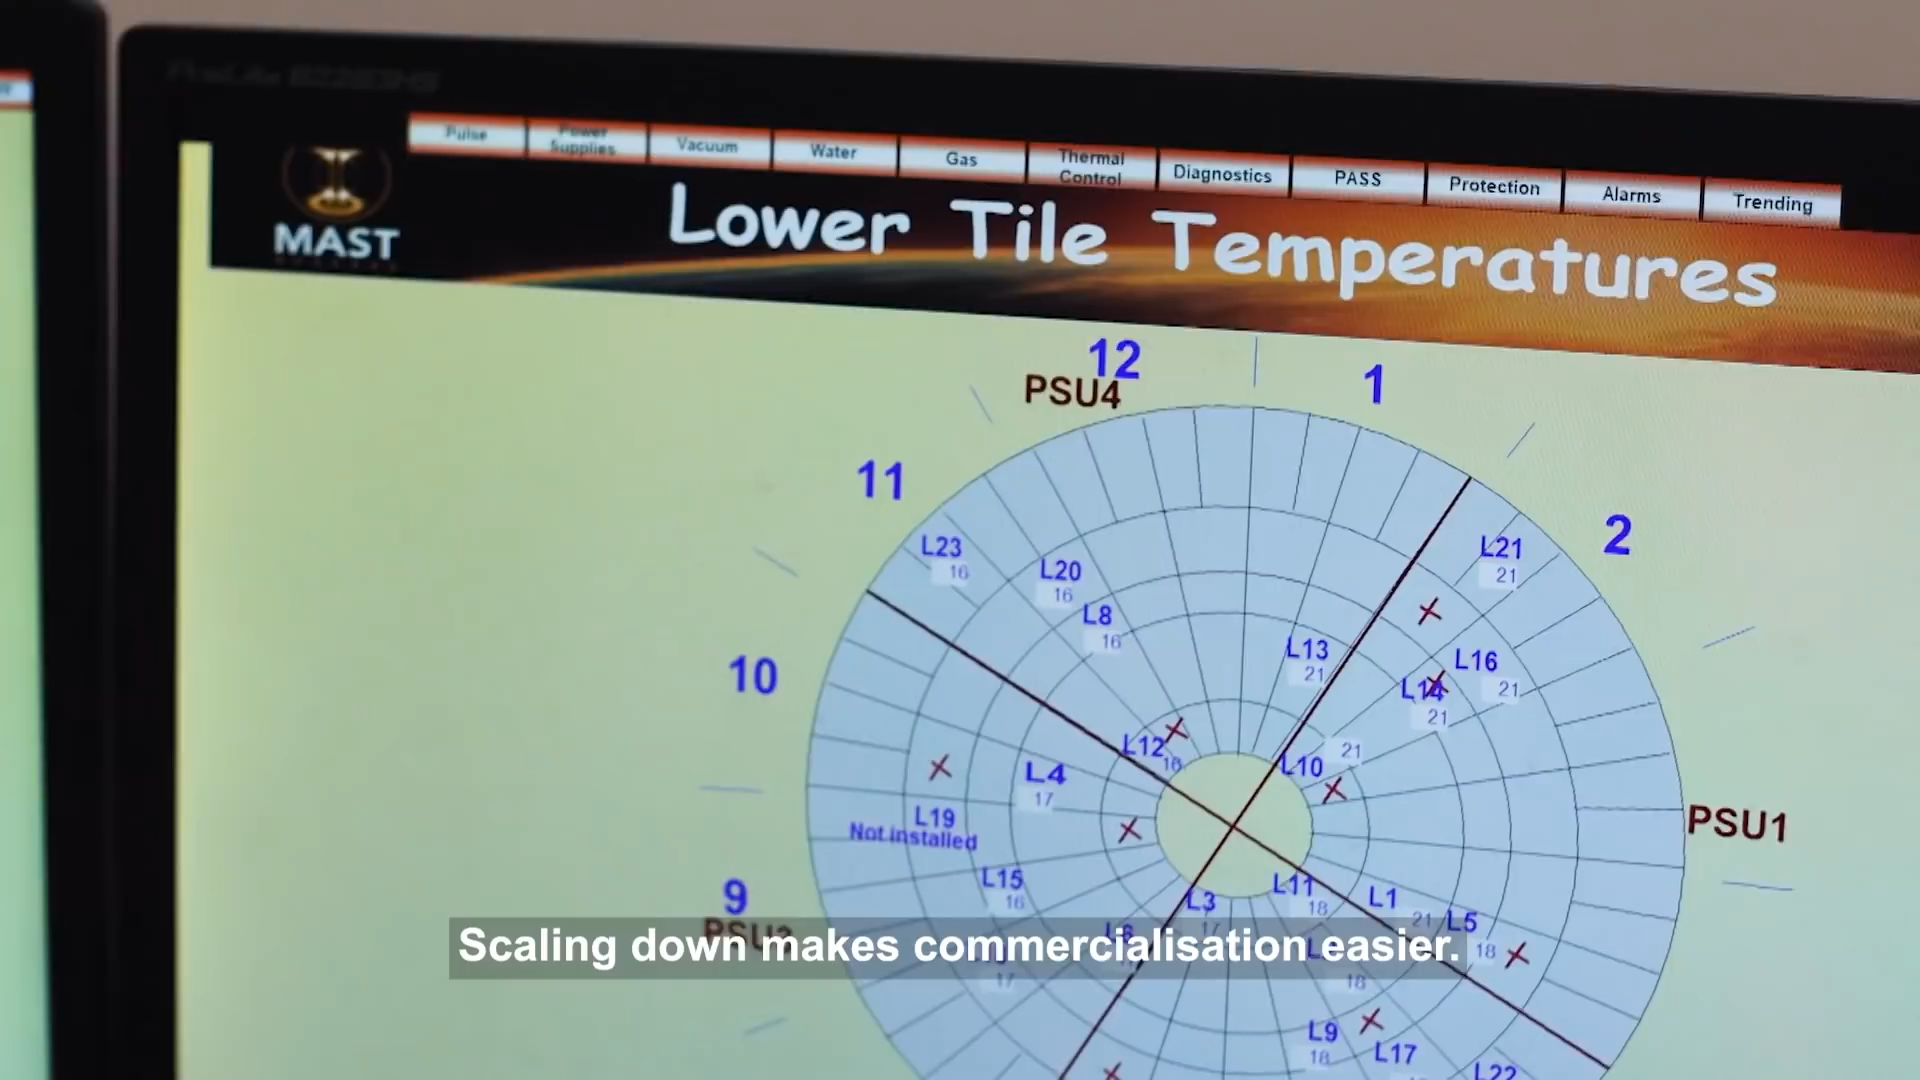 Pulse
Power
Supplies
Vacuum
Water
Gas
Thermal
Control
Diagnostics
PASS
Protection
Alarms
Trending
MAST
Lower Tile Temperatures
12
PSU4
1
11
2
L23
16
L21
21
L20
16
L8
16
L13
21
L16
21
L14
21
10
L12
L10
21
L4
17
L19
Not installed
PSU1
L15
16
9
L3
17
L11
18
L1
21
L5
18
Scaling down makes commercialisation easier.
17
18
L9
18
L17
L22